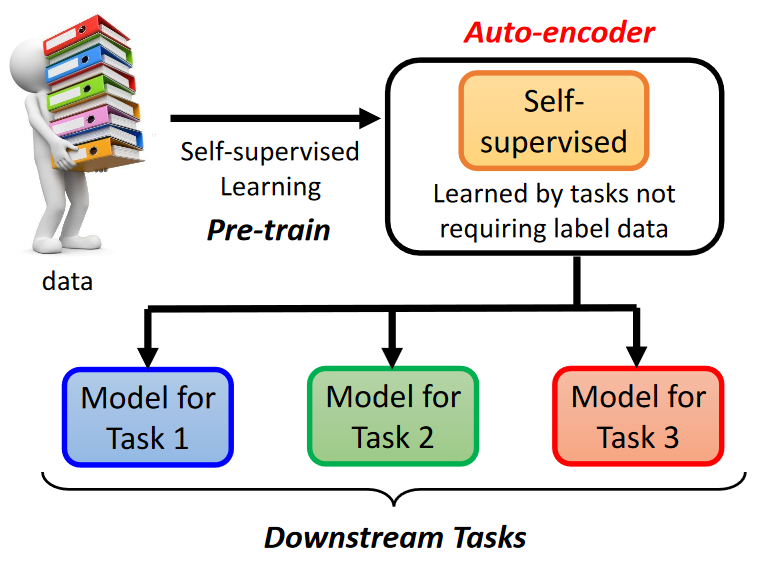 Auto-encoder
Self-
supervised
Self-supervised
Learning
Learned by tasks not
requiring label data
Pre-train
data
Model for
Task 1
Model for
Task 2
Model for
Task 3
Downstream Tasks